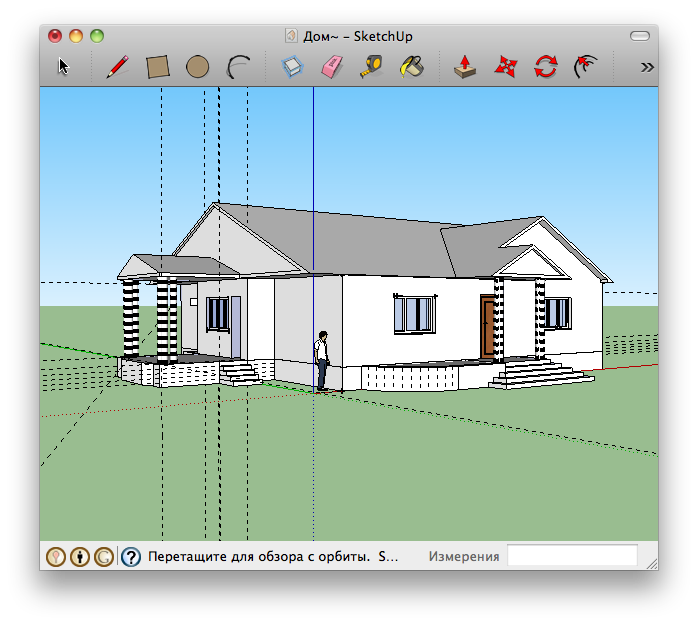 Дом~ – SketchUp
Перетащите для обзора с орбиты. S... Измерения